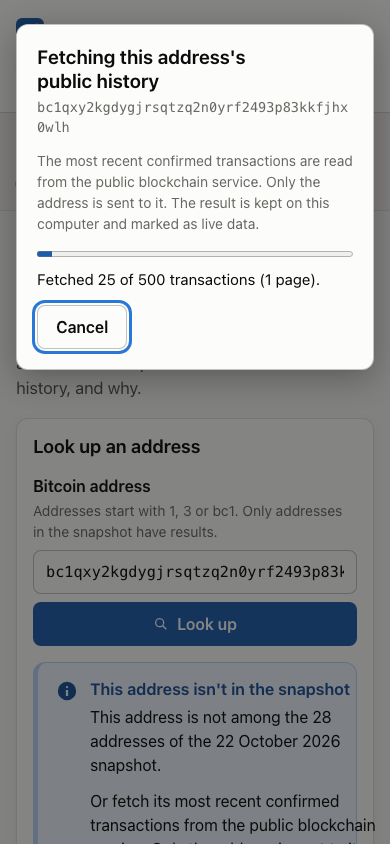 Fetching this address's
public history
bc1qxy2kgdygjrsqtzq2n0yrf2493p83kkfjhx
0wlh
The most recent confirmed transactions are read
from the public blockchain service. Only the
address is sent to it. The result is kept on this
computer and marked as live data.
Fetched 25 of 500 transactions (1 page).
Cancel
history, and why.
Look up an address
Bitcoin address
Addresses start with 1, 3 or bc1. Only addresses
in the snapshot have results.
bc1qxy2kgdygjrsqtzq2n0yrf2493p83k
Look up
This address isn't in the snapshot
This address is not among the 28
addresses of the 22 October 2026
snapshot.
Or fetch its most recent confirmed
transactions from the public blockchain